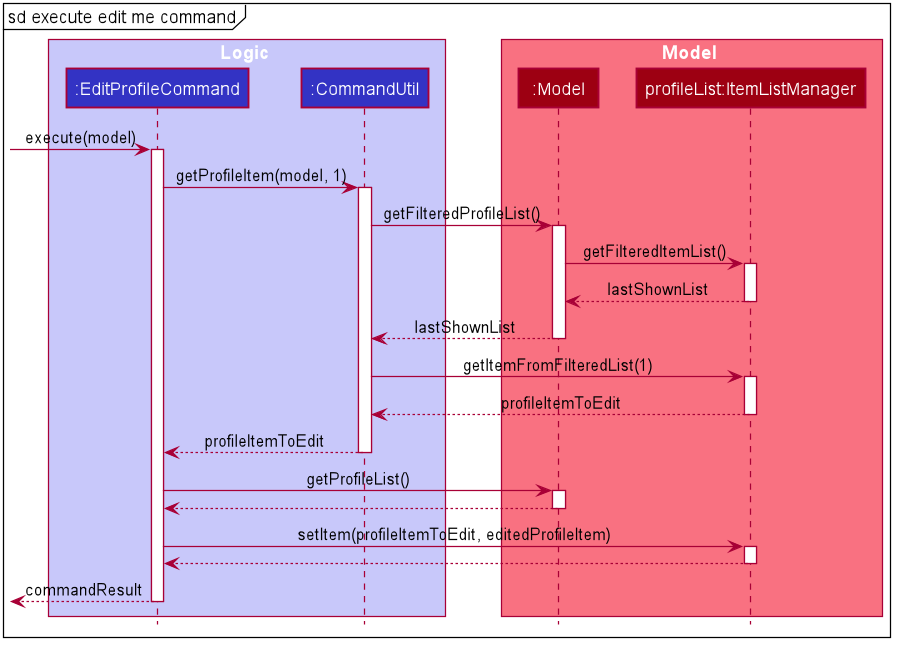 sd execute edit me command
Logic
Model
:EditProfileCommand
:CommandUtil
:Model
profileList:ItemListManager
execute(model)
getProfileItem(model, 1)
getFilteredProfileList()
getFilteredItemList()
lastShownList
lastShownList
getItemFromFilteredList(1)
profileItemToEdit
profileItemToEdit
getProfileList()
setItem(profileItemToEdit, editedProfileItem)
commandResult